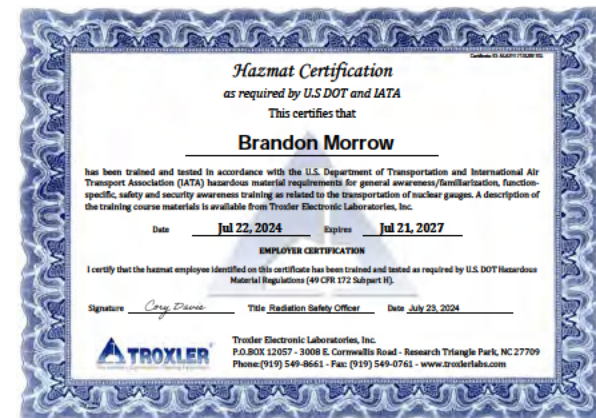 Hazmat Certification
as required by U.S DOT and IATA
This certifies that
Brandon Morrow
has been trained and tested in accordance with the U.S. Department of Transportation and International Air
Transport Association (IATA) hazardous material requirements for general awareness/familiarization, function-
specific, safety and security awareness training as related to the transportation of nuclear gauges. A description of
the training course materials is available from Troxler Electronic Laboratories, Inc.
Date Jul 22, 2024 Expires Jul 21, 2027
EMPLOYER CERTIFICATION
I certify that the hazmat employee identified on this certificate has been trained and tested as required by U.S. DOT Hazardous
Material Regulations (49 CFR 172 Subpart H).
Signature Cory Davis Title Radiation Safety Officer Date July 23, 2024
TROXLER
Troxler Electronic Laboratories, Inc.
P.O.BOX 12057 - 3008 E. Cornwallis Road - Research Triangle Park, NC 27709
Phone:(919) 549-8661 - Fax: (919) 549-0761 - www.troxlerlabs.com